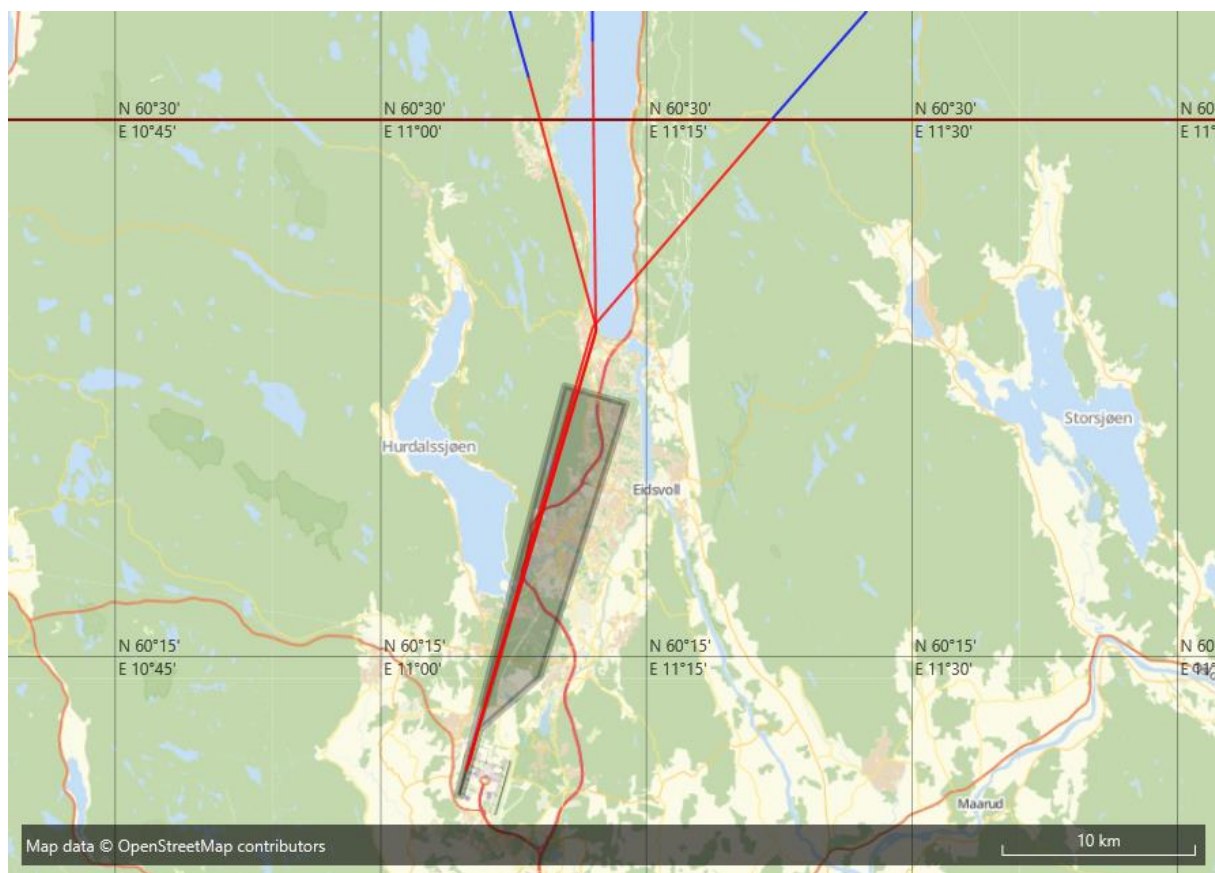 N 60°30' N 60°30' N 60°30' N 60°30' N 60
E 10°45' E 11°00' E 11°15' E 11°30' E 11°
Storsjøen
Hurdalssjøen
Eidsvoll
N 60°15' N 60°15' N 60°15' N 60°15' N 60
E 10°45' E 11°00' E 11°15' E 11°30'
Maarud
Map data © OpenStreetMap contributors 10 km